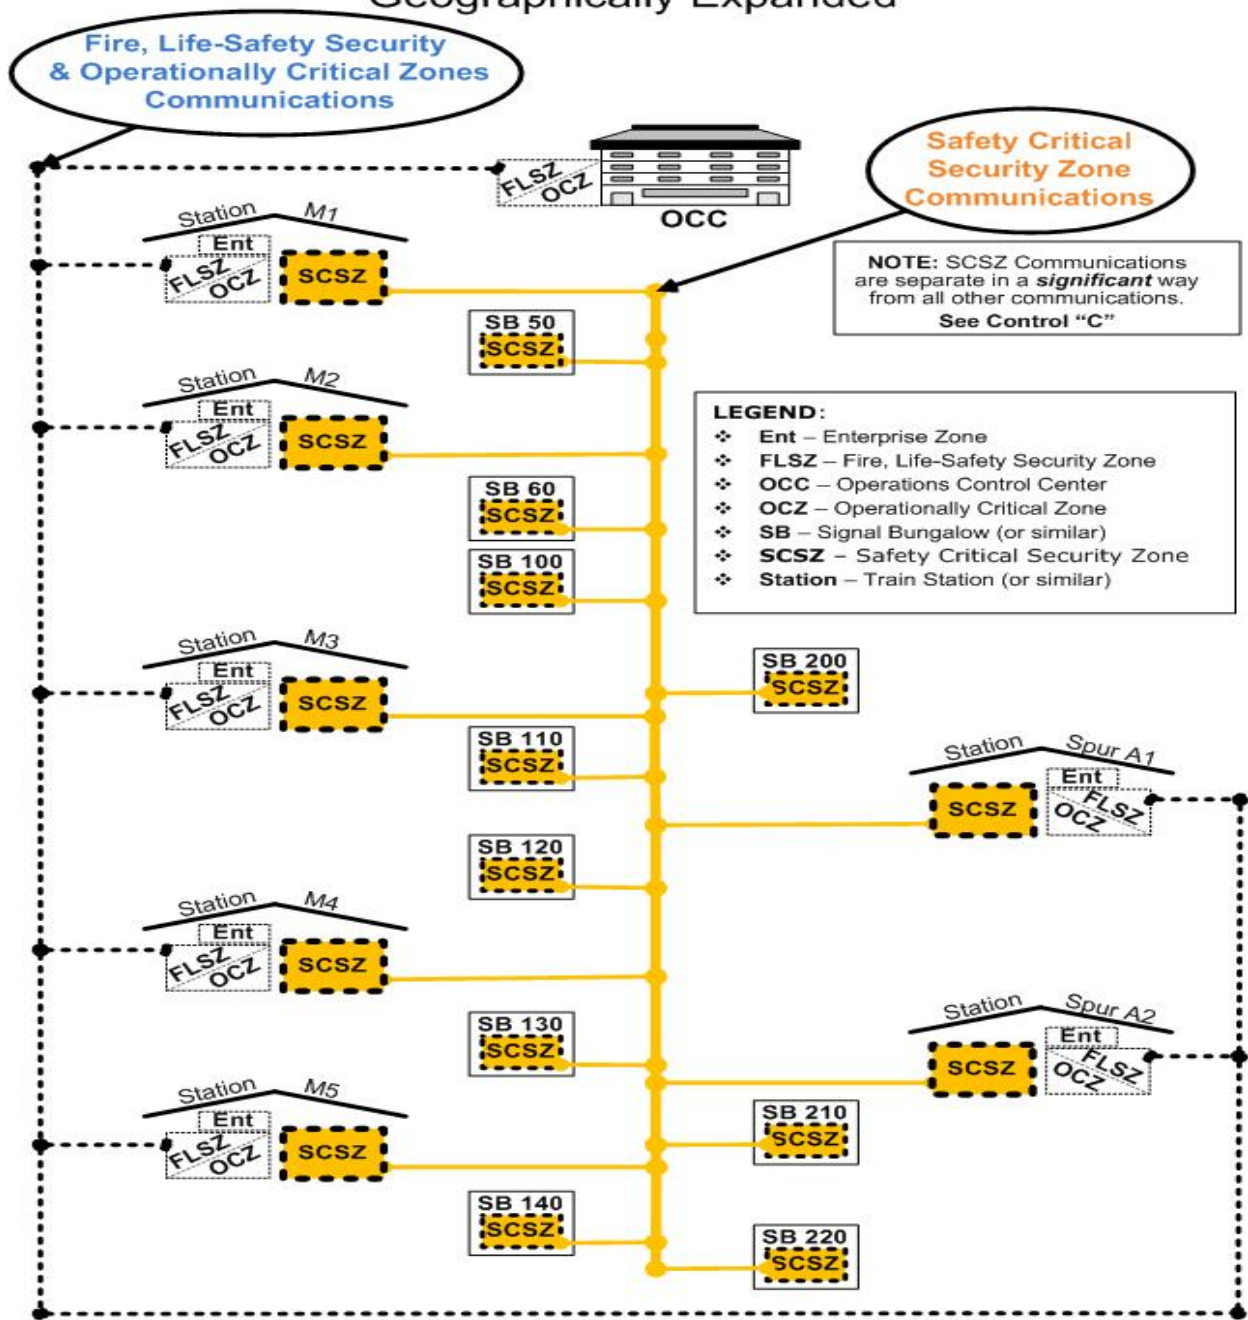 Geographically Expanded
Fire, Life-Safety Security
& Operationally Critical Zones
Communications
Safety Critical
Security Zone
Communications
FLSZ
OCZ
OCC
NOTE: SCSZ Communications
are separate in a significant way
from all other communications.
See Control “C”
Station M1
Ent
FLSZ
OCZ
SCSZ
SB 50
SCSZ
Station M2
Ent
FLSZ
OCZ
SCSZ
LEGEND:
❖ Ent – Enterprise Zone
❖ FLSZ – Fire, Life-Safety Security Zone
❖ OCC – Operations Control Center
❖ OCZ – Operationally Critical Zone
❖ SB – Signal Bungalow (or similar)
❖ SCSZ – Safety Critical Security Zone
❖ Station – Train Station (or similar)
SB 60
SCSZ
SB 100
SCSZ
Station M3
Ent
FLSZ
OCZ
SCSZ
SB 200
SCSZ
SB 110
SCSZ
Station Spur A1
SCSZ
Ent
FLSZ
OCZ
SB 120
SCSZ
Station M4
Ent
FLSZ
OCZ
SCSZ
SB 130
SCSZ
Station Spur A2
SCSZ
Ent
FLSZ
OCZ
Station M5
Ent
FLSZ
OCZ
SCSZ
SB 210
SCSZ
SB 140
SCSZ
SB 220
SCSZ